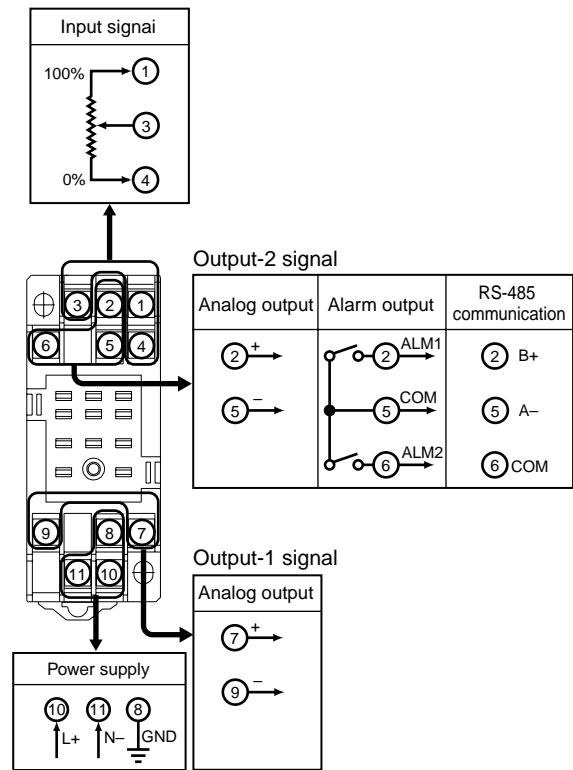 Input signai
100%
1
3
0%
4
Output-2 signal
Analog output
Alarm output
RS-485
communication
2 +
5 –
2 ALM1
5 COM
6 ALM2
2 B+
5 A–
6 COM
3 2 1
6 5 4
9 8 7
11 10
Output-1 signal
Analog output
7 +
9 –
Power supply
10 11 8
L+ N– GND